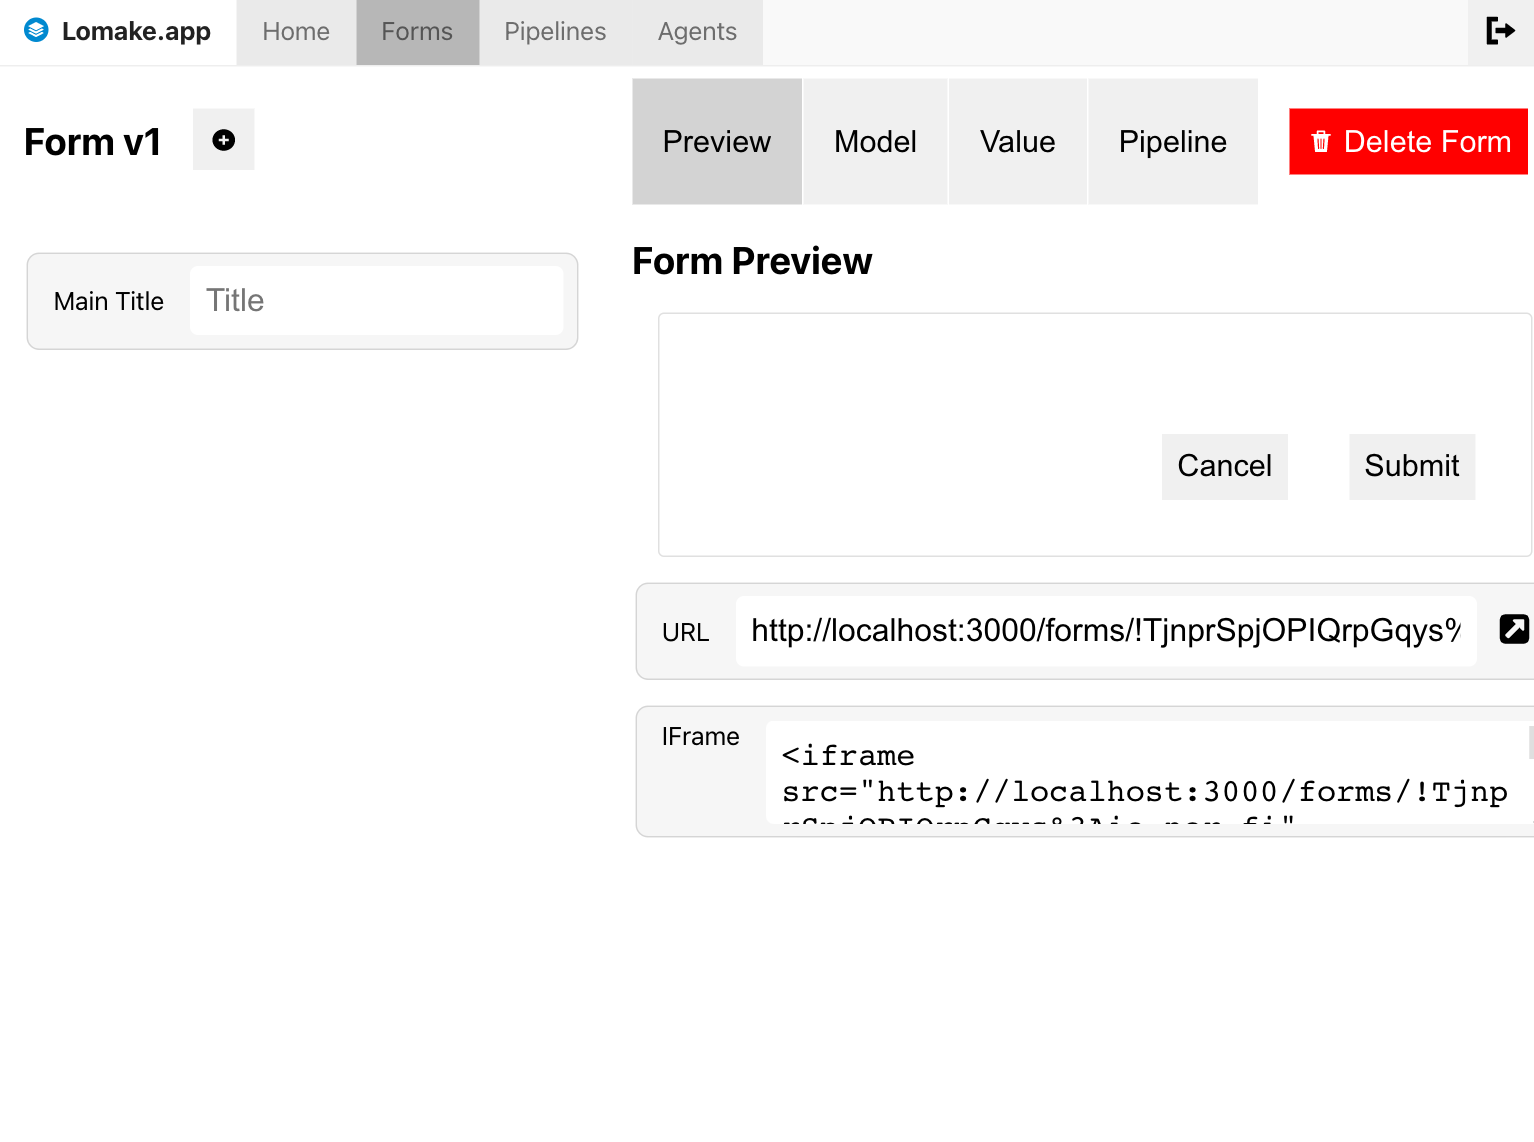 Lomake.app Home Forms Pipelines Agents
Form v1
Preview Model Value Pipeline Delete Form
Main Title Title
Form Preview
Cancel Submit
URL http://localhost:3000/forms/!TjnprSpjOPIQrpGqys%
IFrame <iframe
src="http://localhost:3000/forms/!Tjnp